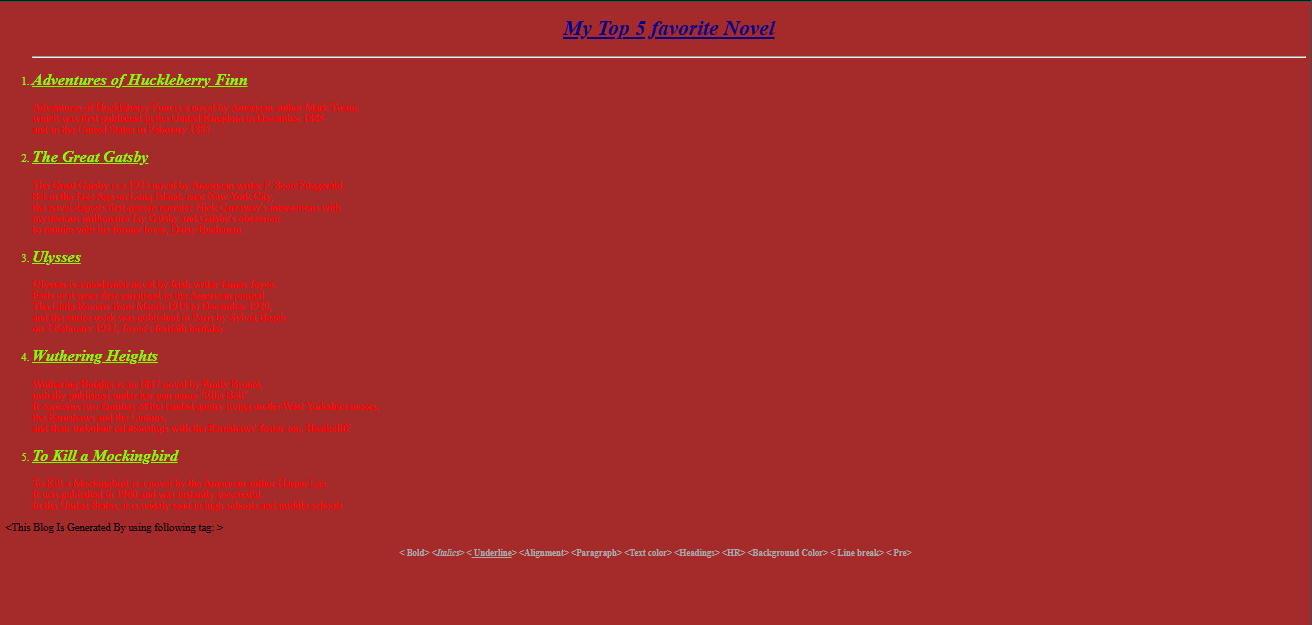 My Top 5 favorite Novel
1. Adventures of Huckleberry Finn
Adventures of Huckleberry Finn is a novel by American author Mark Twain,
which was first published in the United Kingdom in December 1884
and in the United States in February 1885
2. The Great Gatsby
The Great Gatsby is a 1925 novel by American writer F. Scott Fitzgerald
Set in the Jazz Age on Long Island, near New York City,
the novel depicts first-person narrator Nick Carraway's interactions with
mysterious millionaire Jay Gatsby and Gatsby's obsession
to reunite with his former lover, Daisy Buchanan
3. Ulysses
Ulysses is a modernist novel by Irish writer James Joyce.
Parts of it were first serialized in the American journal
The Little Review from March 1918 to December 1920,
and the entire work was published in Paris by Sylvia Beach
on 2 February 1922, Joyce's fortieth birthday
4. Wuthering Heights
Wuthering Heights is an 1847 novel by Emily Brontë,
initially published under her pen name "Ellis Bell"
It concerns two families of the landed gentry living on the West Yorkshire moors,
the Earnshaws and the Lintons,
and their turbulent relationships with the Earnshaws' foster son, Heathcliff
5. To Kill a Mockingbird
To Kill a Mockingbird is a novel by the American author Harper Lee
It was published in 1960 and was instantly successful
In the United States, it is widely read in high schools and middle schools
<This Blog Is Generated By using following tag: >
< Bold> <Italics> < Underline> <Alignment> <Paragraph> <Text color> <Headings> <HR> <Background Color> < Line break> < Pre>